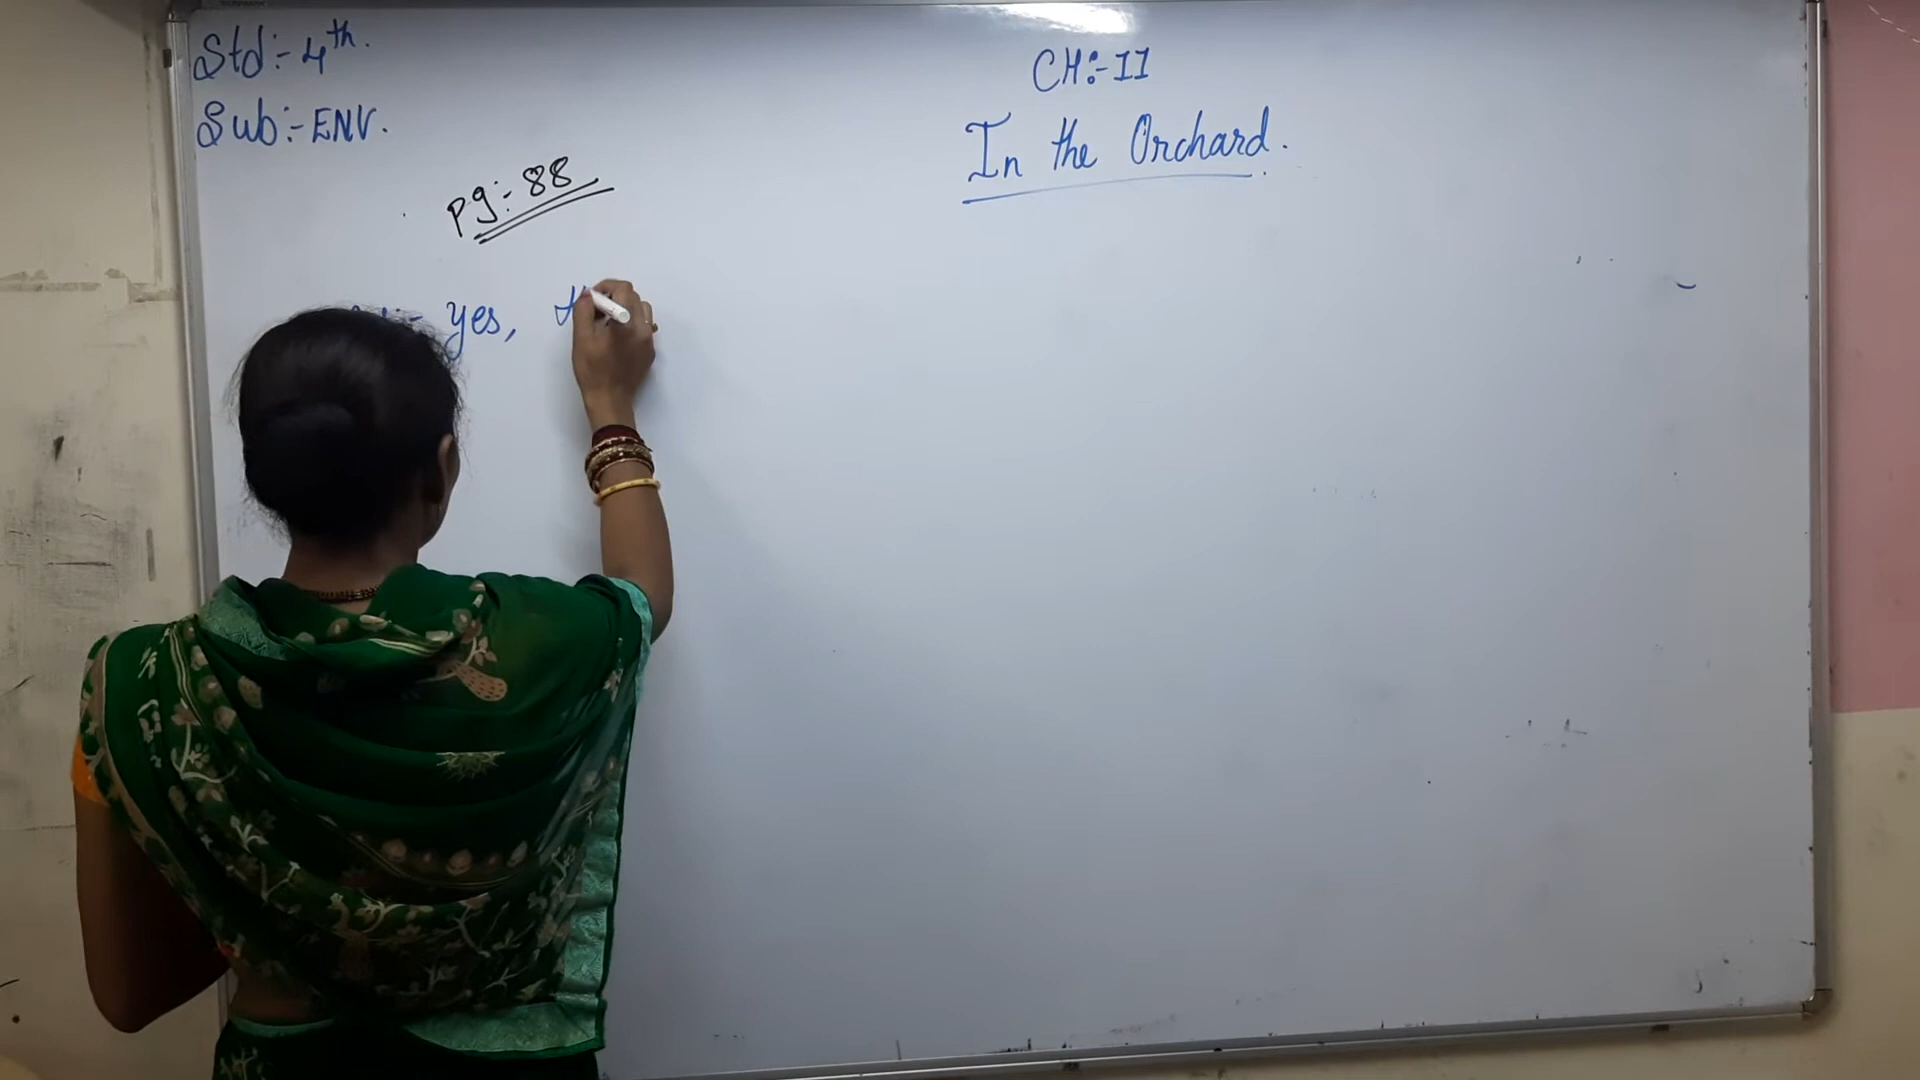 Std:- 4th.
Sub:- ENV.
CH:- 11
In the Orchard.
pg:- 88
yes,